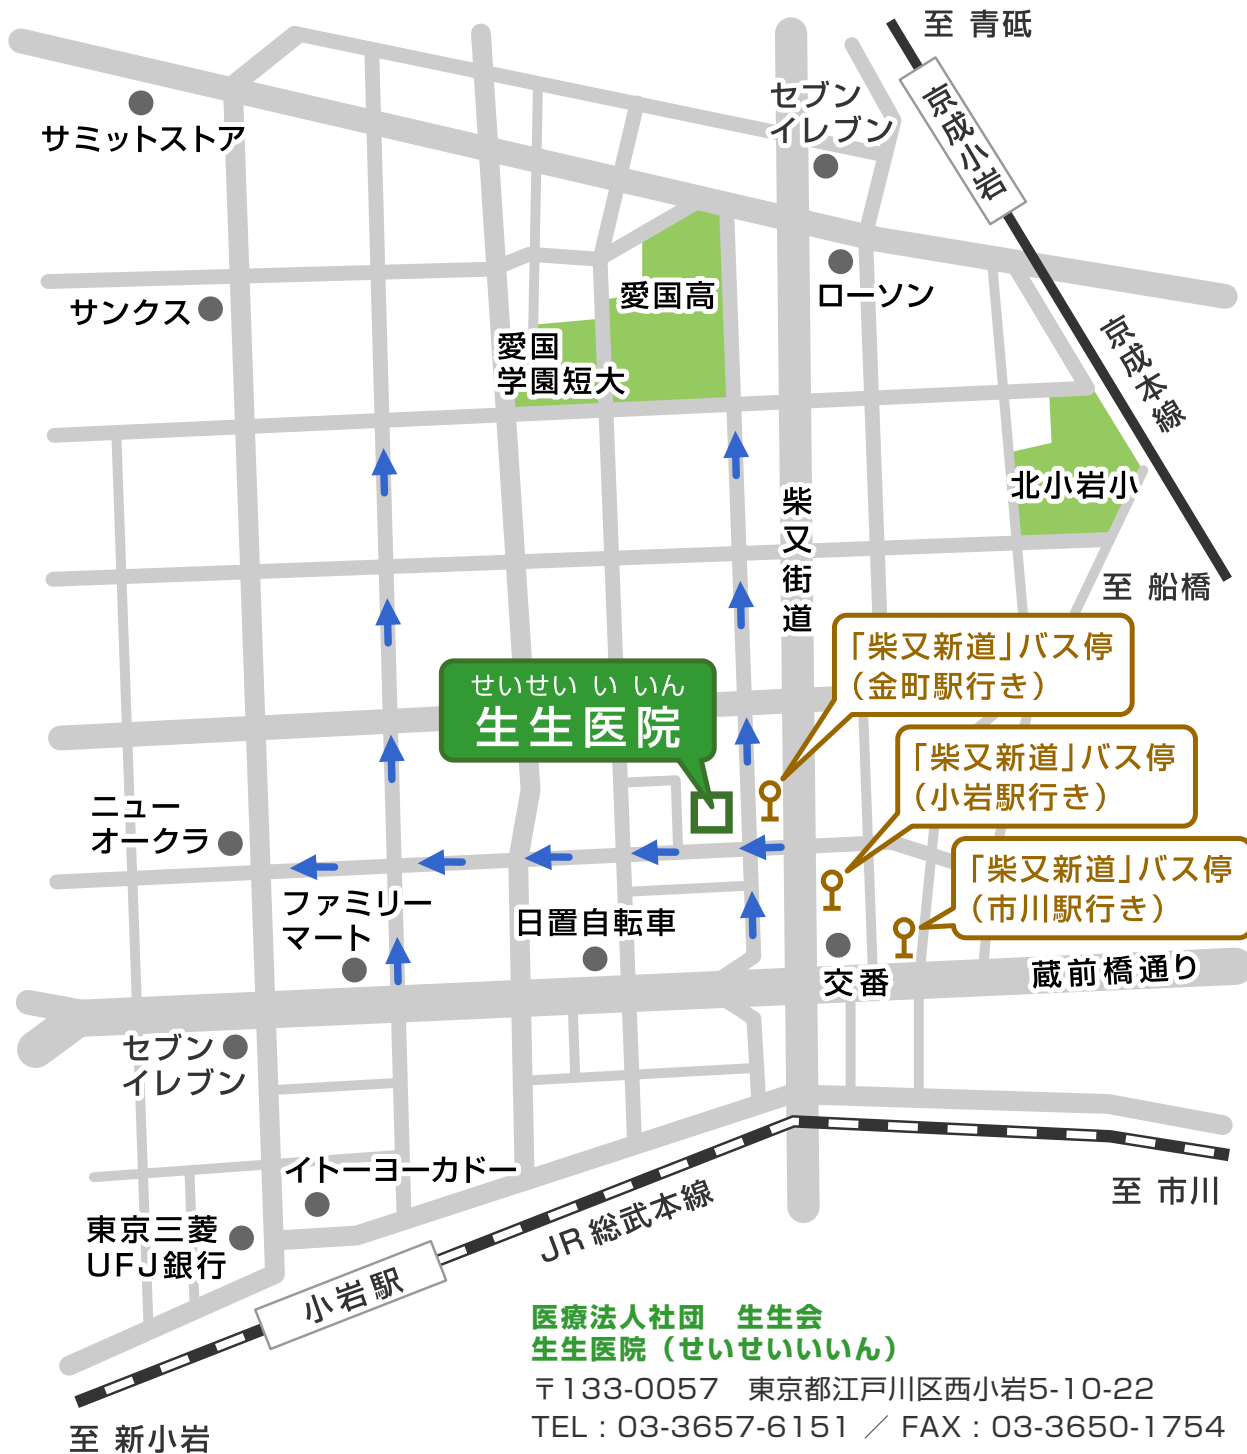 至 青砥
京成小岩
セブン
イレブン
サミットストア
サンクス
愛国高
ローソン
愛国
学園短大
京成本線
北小岩小
柴又街道
至 船橋
「柴又新道」バス停
（金町駅行き）
せいせい い いん
生生医院
「柴又新道」バス停
（小岩駅行き）
ニュー
オークラ
「柴又新道」バス停
（市川駅行き）
ファミリー
マート
日置自転車
交番
蔵前橋通り
セブン
イレブン
イトーヨーカドー
至 市川
東京三菱
UFJ銀行
JR 総武本線
小岩駅
医療法人社団　生生会
生生医院（せいせいいいん）
〒133-0057　東京都江戸川区西小岩5-10-22
TEL : 03-3657-6151 ／ FAX : 03-3650-1754
至 新小岩